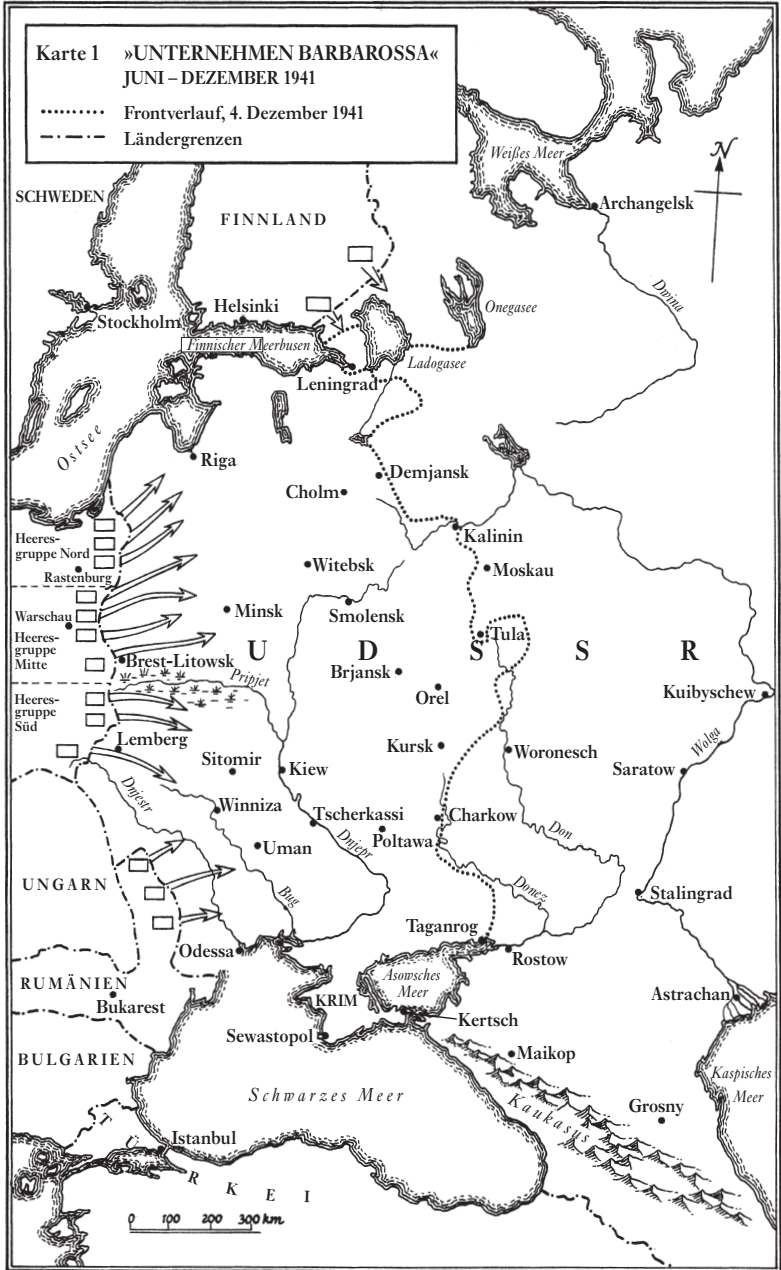 Karte 1 »UNTERNEHMEN BARBAROSSA«
JUNI – DEZEMBER 1941
Frontverlauf, 4. Dezember 1941
Ländergrenzen
Weißes Meer
N
SCHWEDEN
Archangelsk
FINNLAND
Dwina
Onegasee
Helsinki
Stockholm
Finnischer Meerbusen
Ladogasee
Leningrad
Ostsee
Riga
Demjansk
Cholm
Heeres-
gruppe Nord
Kalinin
Rastenburg
Witebsk
Moskau
Minsk
Smolensk
Warschau
Heeres-
gruppe
Mitte
Tula
UDSSR
Brest-Litowsk
Pripjet
Brjansk
Orel
Kuibyschew
Heeres-
gruppe
Süd
Lemberg
Kursk
Woronesch
Wolga
Sitomir
Kiew
Saratow
Dnjestr
Winniza
Tscherkassi
Charkow
Poltawa
Dnjepr
Don
Uman
UNGARN
Bug
Donez
Stalingrad
Taganrog
Odessa
Rostow
Asowsches
Meer
RUMÄNIEN
Bukarest
KRIM
Astrachan
Kertsch
Sewastopol
BULGARIEN
Maikop
Kaspisches
Meer
Schwarzes Meer
Kaukasus
Grosny
Istanbul
TÜRKEI
0 100 200 300 km